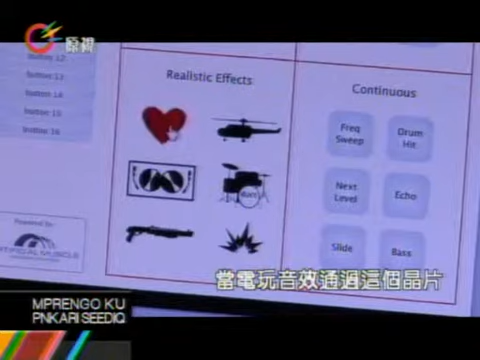 原視
button 12
button 13
button 14
button 15
button 16
Realistic Effects
Continuous
Freq Sweep
Drum Hit
Next Level
Echo
Slide
Bass
Powered By:
ARTIFICIAL MUSCLE
當電玩音效通過這個晶片
MPRENGO KU
PNKARI SEEDIQ